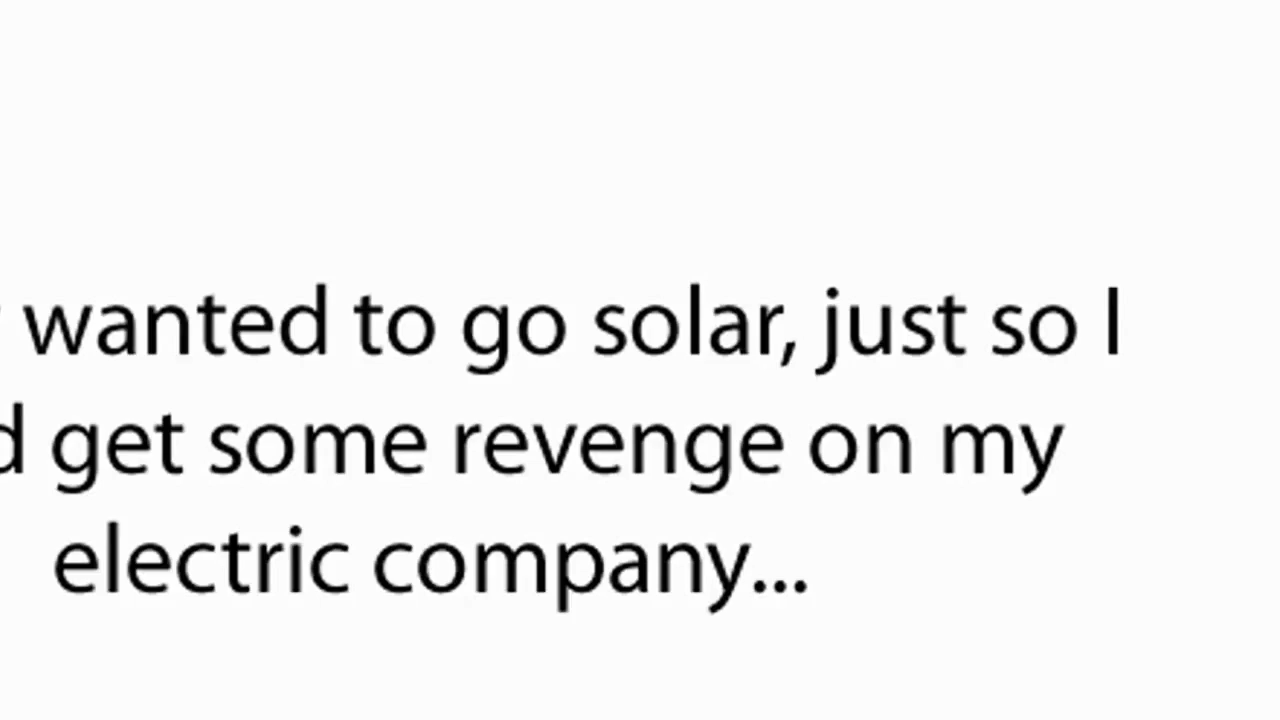 wanted to go solar, just so I
get some revenge on my
electric company...